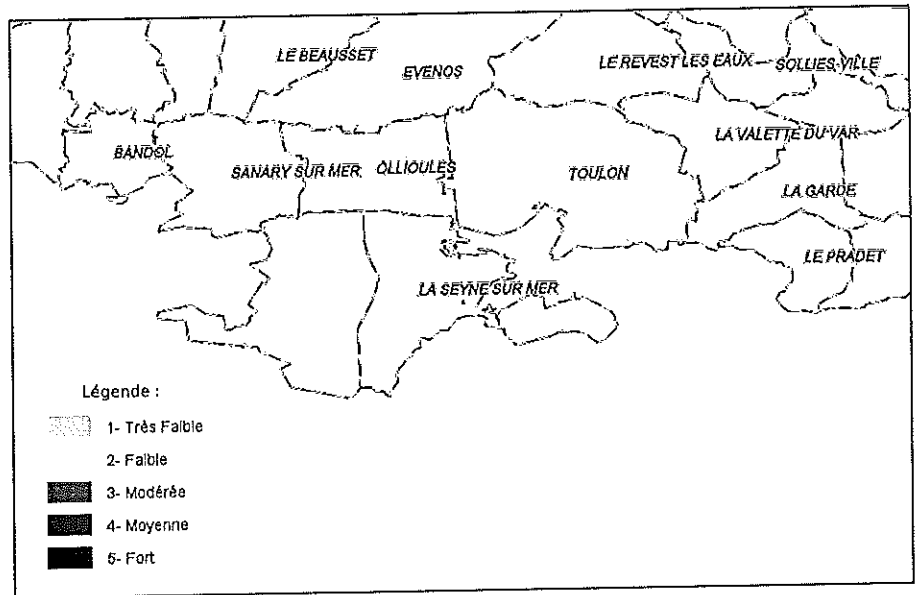 LE BEAUSSET
EVENOS
LE REVEST LES EAUX
SOLLIES-VILLE
LA VALETTE DU VAR
BANDOL
SANARY SUR MER
OLLIOULES
TOULON
LA GARDE
LE PRADET
LA SEYNE SUR MER
Légende :
1- Très Faible
2- Faible
3- Modéréa
4- Moyenne
5- Fort